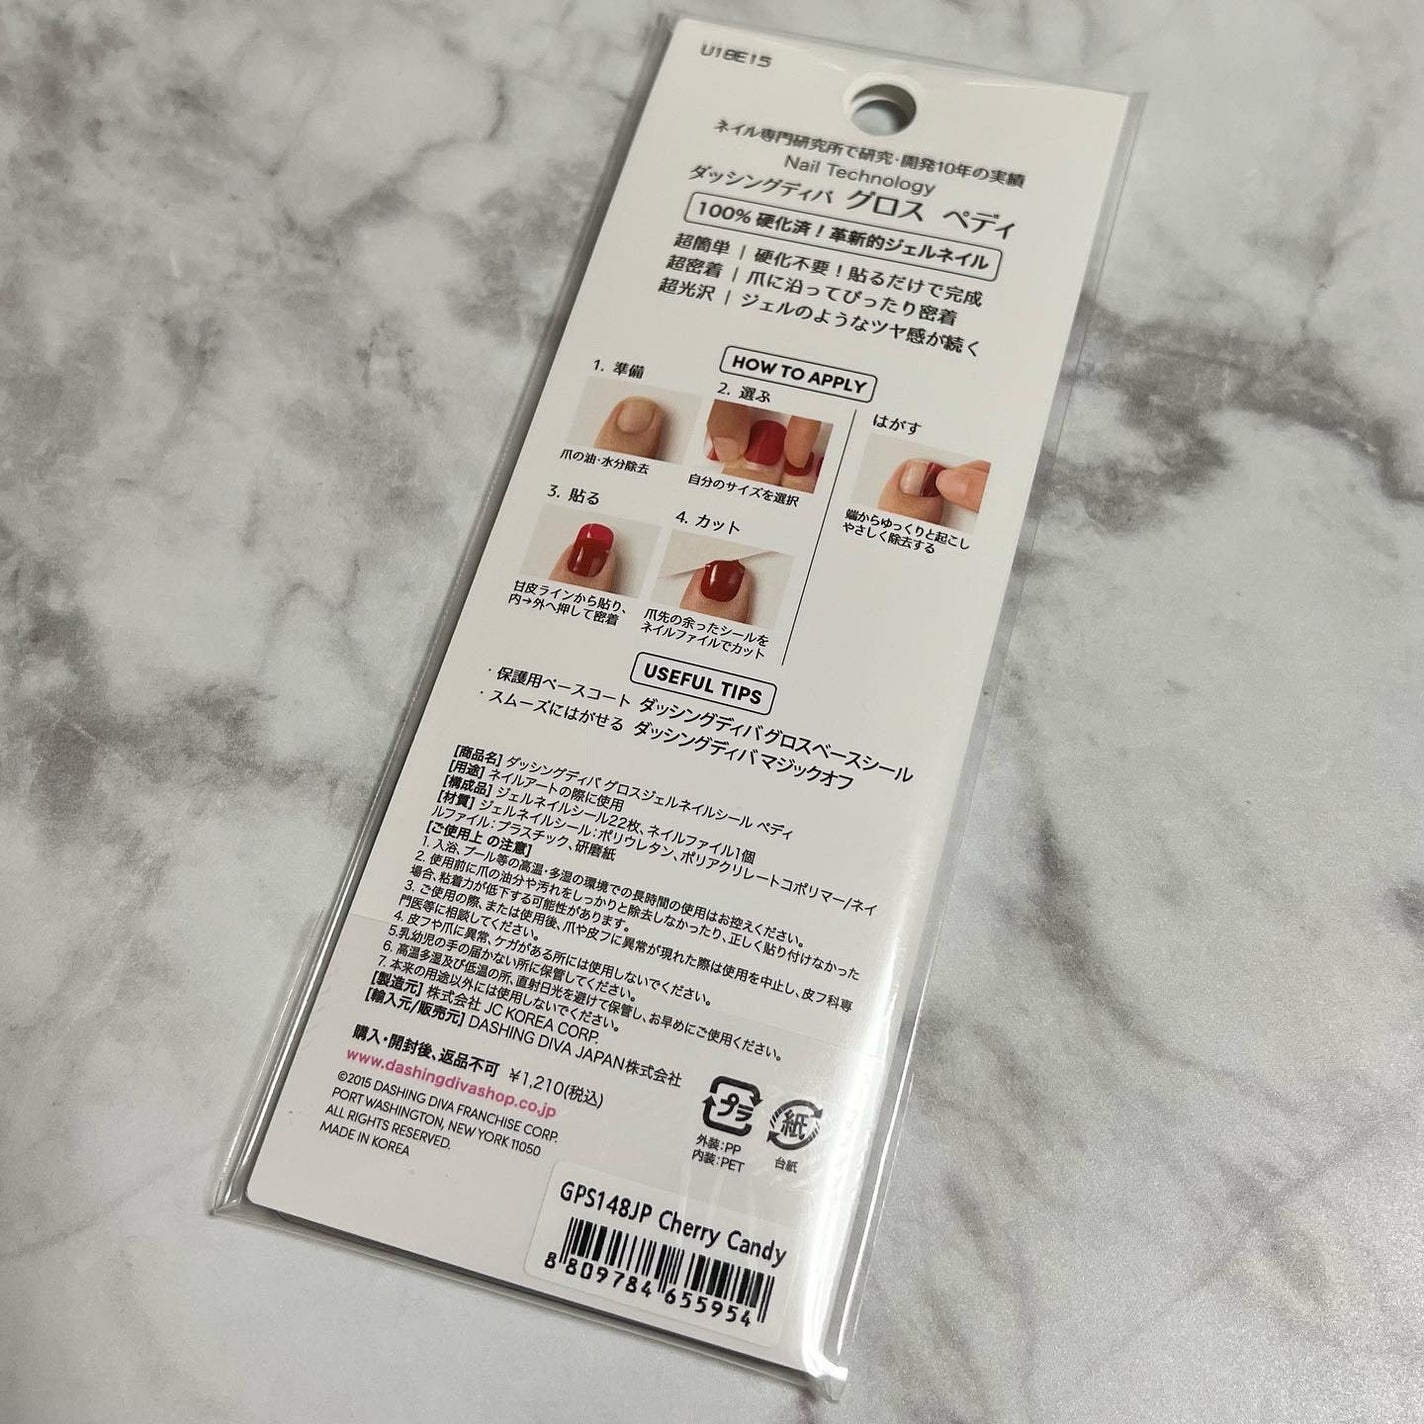 U18E15
ネイル専門研究所で研究・開発10年の実績
Nail Technology
ダッシングディバ グロス ペディ
100% 硬化済！革新的ジェルネイル
超簡単 | 硬化不要！貼るだけで完成
超密着 | 爪に沿ってぴったり密着
超光沢 | ジェルのようなツヤ感が続く
HOW TO APPLY
1. 準備
爪の油・水分除去
2. 選ぶ
自分のサイズを選択
3. 貼る
甘皮ラインから貼り、
内→外へ押して密着
4. カット
爪先の余ったシールを
ネイルファイルでカット
はがす
端からゆっくりと起こし
やさしく除去する
USEFUL TIPS
・保護用ベースコート ダッシングディバ グロスベースシール
・スムーズにはがせる ダッシングディバ マジックオフ
[商品名] ダッシングディバ グロスジェルネイルシール ペディ
[用途] ネイルアートの際に使用
[構成品] ジェルネイルシール22枚、ネイルファイル1個
[材質] ジェルネイルシール：ポリウレタン、ポリアクリレートコポリマー/ネイ
ルファイル：プラスチック、研磨紙
[ご使用上の注意]
1. 入浴、プール等の高温・多湿の環境での長時間の使用はお控えください。
2. 使用前に爪の油分や汚れをしっかりと除去しなかったり、正しく貼り付けなかった
場合、粘着力が低下する可能性があります。
3. ご使用の際、または使用後、爪や皮フに異常が現れた際は使用を中止し、皮フ科専
門医等に相談してください。
4. 皮フや爪に異常、ケガがある所には使用しないでください。
5.乳幼児の手の届かない所に保管してください。
6. 高温多湿及び低温の所、直射日光を避けて保管し、お早めにご使用ください。
7. 本来の用途以外には使用しないでください。
[製造元] 株式会社 JC KOREA CORP.
[輸入元/販売元] DASHING DIVA JAPAN株式会社
購入・開封後、返品不可 ¥1,210(税込)
www.dashingdivashop.co.jp
©2015 DASHING DIVA FRANCHISE CORP.
PORT WASHINGTON, NEW YORK 11050
ALL RIGHTS RESERVED.
MADE IN KOREA
プラ
外装：PP
内装：PET
紙
台紙
GPS148JP Cherry Candy
8 809784 655954